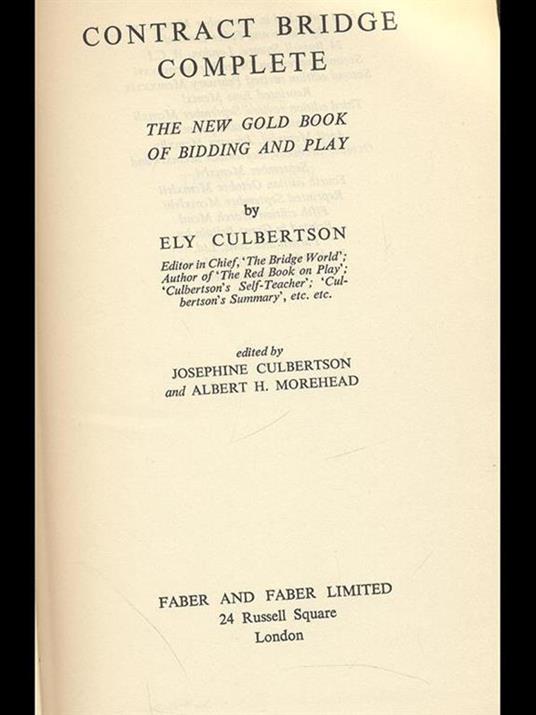 CONTRACT BRIDGE
COMPLETE
THE NEW GOLD BOOK
OF BIDDING AND PLAY
by
ELY CULBERTSON
Editor in Chief, 'The Bridge World';
Author of 'The Red Book on Play';
'Culbertson's Self-Teacher'; 'Cul-
bertson's Summary', etc. etc.
edited by
JOSEPHINE CULBERTSON
and ALBERT H. MOREHEAD
FABER AND FABER LIMITED
24 Russell Square
London